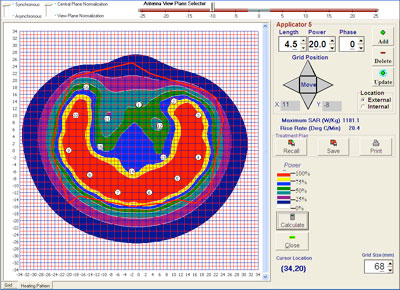 Synchronous
Central Plane Normalization
Asynchronous
View Plane Normalization
Antenna View Plane Selector
-25 -20 -15 -10 -5 0 5 10 15 20 25
Applicator 5
Length Power Phase
4.5 20.0 0
Add
Delete
Update
Grid Position
Move
X 11 Y -8
Location
External
Internal
Maximum SAR (W/Kg) 1181.1
Rise Rate (Deg C/Min) 20.4
Treatment Plan
Recall Save Print
Power
100%
75%
50%
25%
0%
Calculate
Close
Cursor Location
(34,20)
Grid Size(mm)
68
34
32
30
28
26
24
22
20
18
16
14
12
10
8
6
4
2
0
-2
-4
-6
-8
-10
-12
-14
-16
-18
-20
-22
-24
-26
-28
-30
-32
-34
-34 -32 -30 -28 -26 -24 -22 -20 -18 -16 -14 -12 -10 -8 -6 -4 -2 0 2 4 6 8 10 12 14 16 18 20 22 24 26 28 30 32 34
Grid Heating Pattern